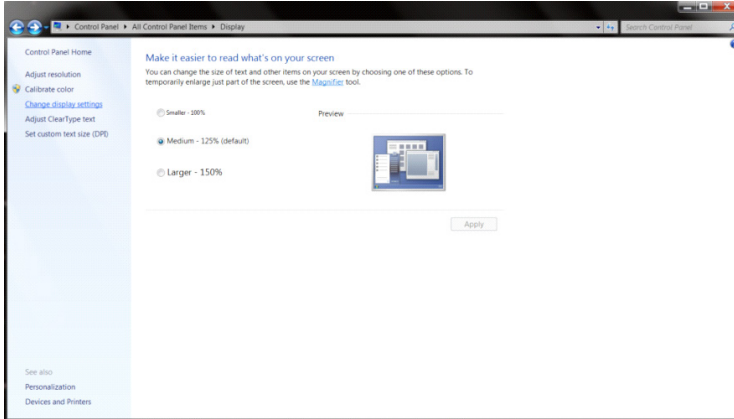 Control Panel All Control Panel Items Display
Search Control Panel
Control Panel Home
Adjust resolution
Calibrate color
Change display settings
Adjust ClearType text
Set custom text size (DPI)
See also
Personalization
Devices and Printers
Make it easier to read what's on your screen
You can change the size of text and other items on your screen by choosing one of these options. To
temporarily enlarge just part of the screen, use the Magnifier tool.
Smaller - 100%
Preview
Medium - 125% (default)
Larger - 150%
Apply